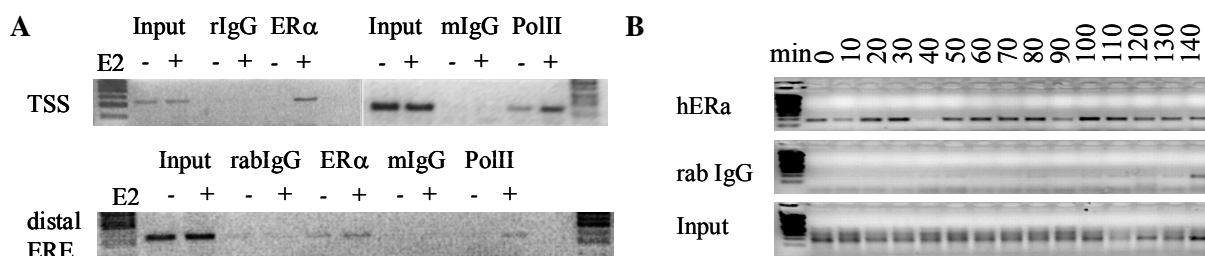 A
Input rIgG ERα Input mIgG PolII
E2 - + - + - + - + - + - +
TSS
Input rabIgG ERα mIgG PolII
E2 - + - + - + - + - +
distal
ERE
B
min 0 10 20 30 40 50 60 70 80 90 100 110 120 130 140
hERa
rab IgG
Input